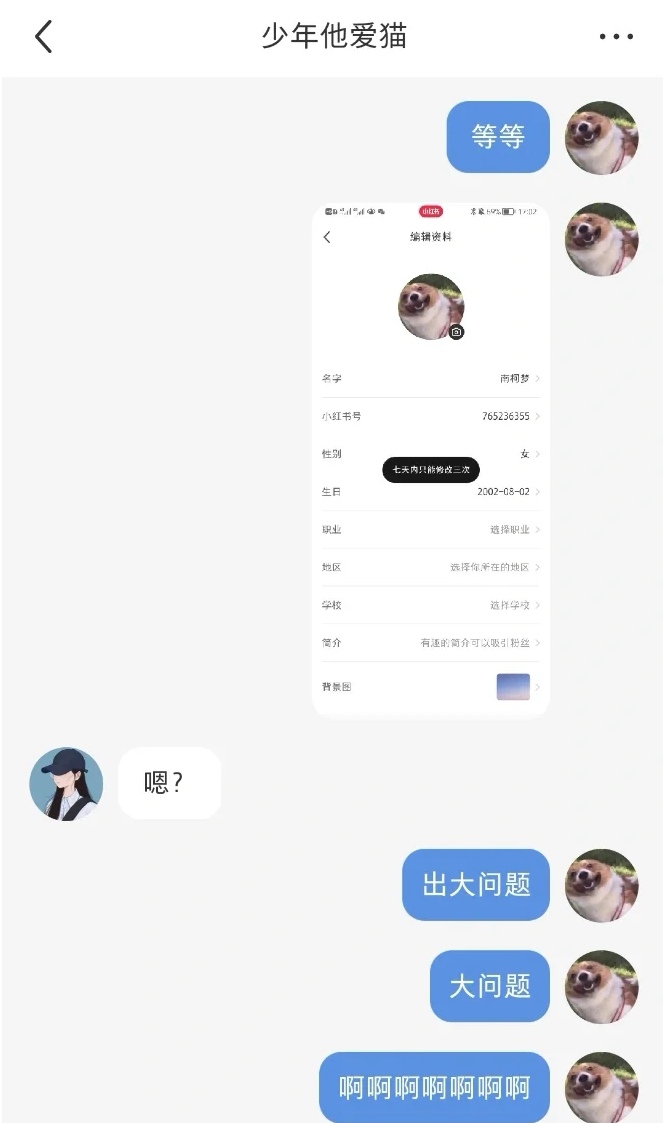 少年他爱猫
等等
小红书
59% 17:02
编辑资料
名字 南柯梦
小红书号 765236355
性别 女
七天内只能修改三次
生日 2002-08-02
职业 选择职业
地区 选择你所在的地区
学校 选择学校
简介 有趣的简介可以吸引粉丝
背景图
嗯？
出大问题
大问题
啊啊啊啊啊啊啊